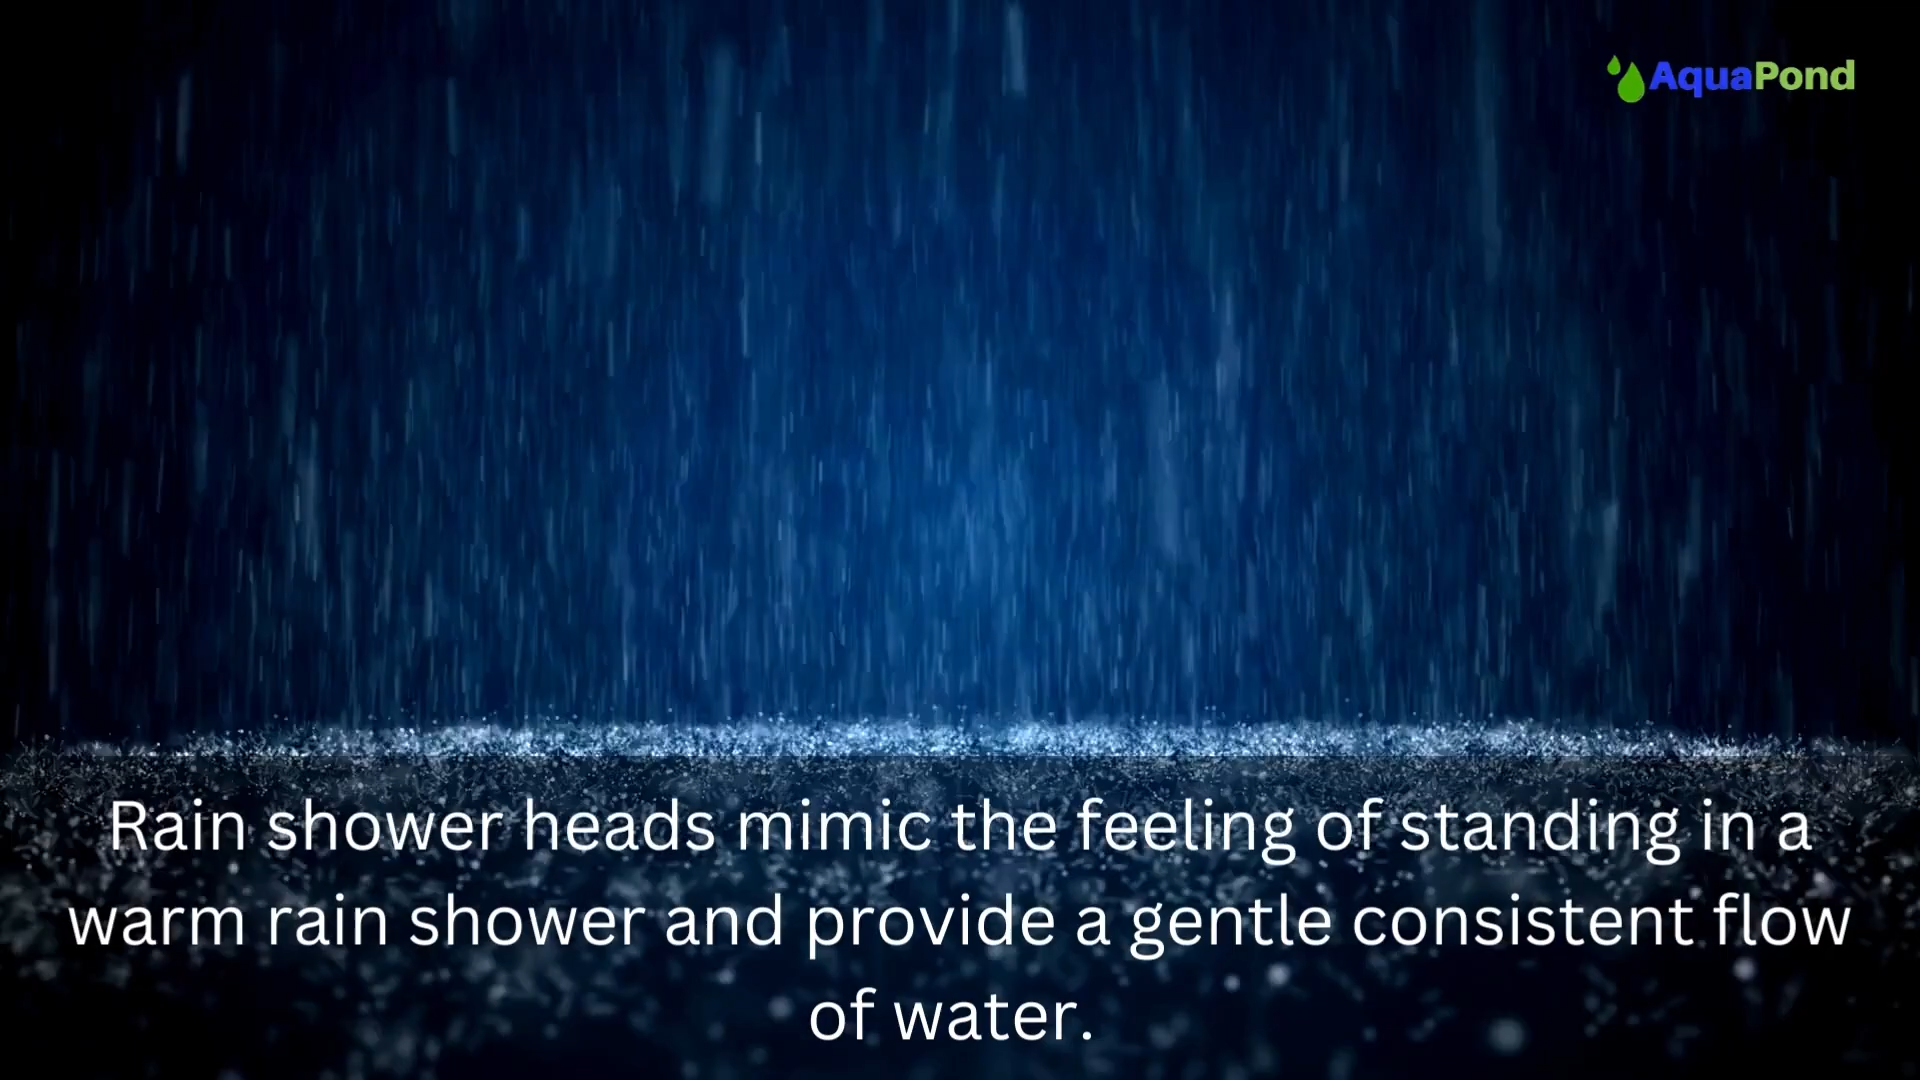 AquaPond
Rain shower heads mimic the feeling of standing in a
warm rain shower and provide a gentle consistent flow
of water.